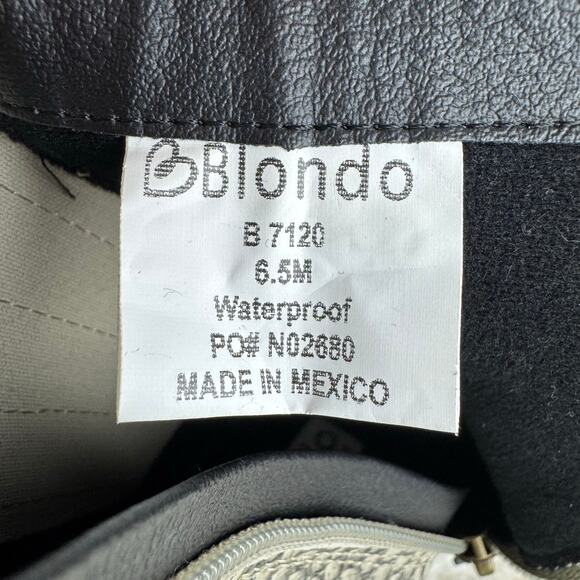 Blondo
B 7120
6.5M
Waterproof
PO# N02680
MADE IN MEXICO